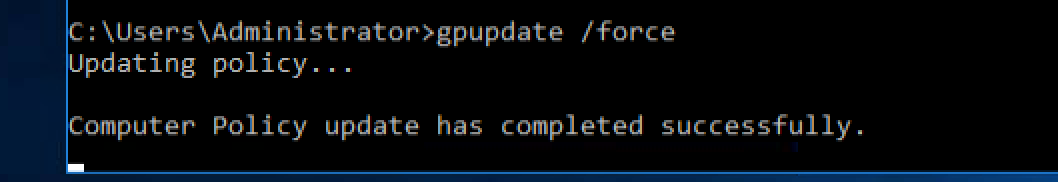 C:\Users\Administrator>gpupdate /force
Updating policy...
Computer Policy update has completed successfully.